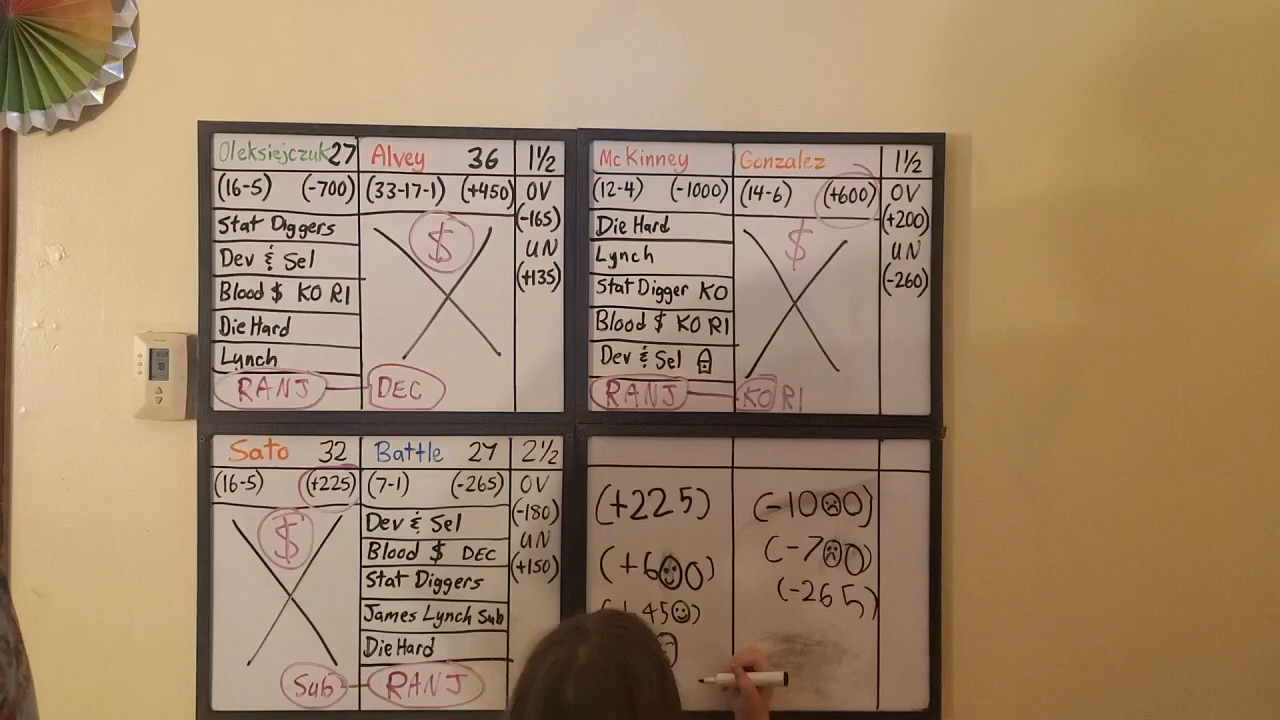 Oleksiejczuk 27 Alvey 36 1½
(16-5) (-700) (33-17-1) (+450) OV
(-165)
UN
(+135)
Stat Diggers
Dev & Sel
Blood $ KO R1
Die Hard
Lynch
$
RANJ DEC
McKinney Gonzalez 1½
(12-4) (-1000) (14-6) (+600) OV
(+200)
UN
(-260)
Die Hard
Lynch
Stat Digger KO
Blood $ KO R1
Dev & Sel
$
RANJ KO R1
Sato 32 Battle 27 2½
(16-5) (+225) (7-1) (-265) OV
(-180)
UN
(+150)
$
Dev & Sel
Blood $ DEC
Stat Diggers
James Lynch Sub
Die Hard
Sub RANJ
(+225) (-1000)
(+600) (-700)
(+450) (-265)